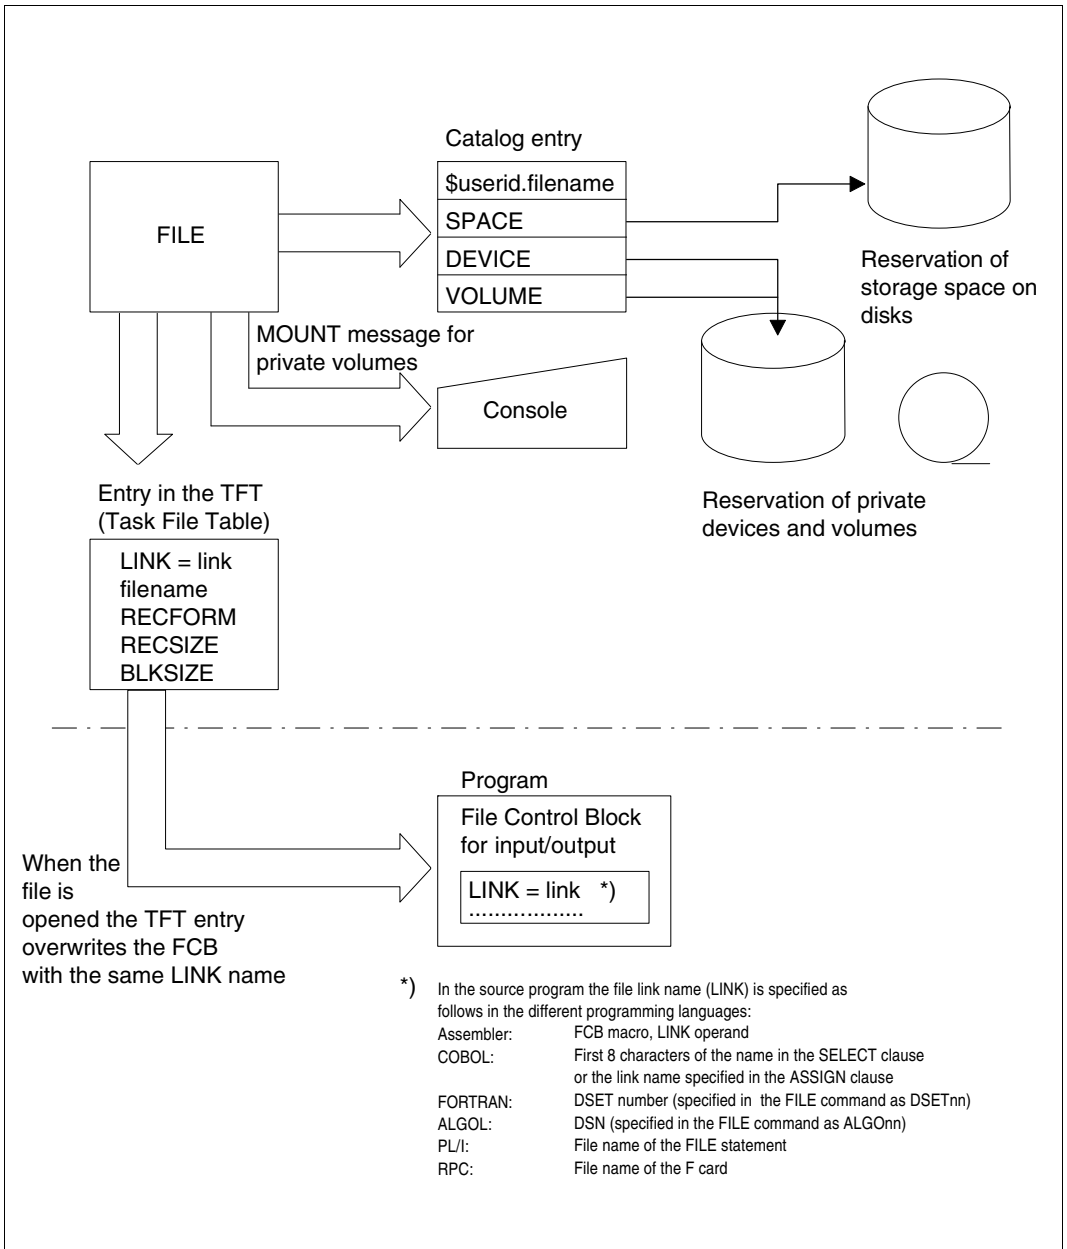 Catalog entry
FILE
$userid.filename
SPACE
DEVICE
VOLUME
Reservation of
storage space on
disks
MOUNT message for
private volumes
Console
Reservation of private
devices and volumes
Entry in the TFT
(Task File Table)
LINK = link
filename
RECFORM
RECSIZE
BLKSIZE
Program
File Control Block
for input/output
LINK = link *)
..................
When the
file is
opened the TFT entry
overwrites the FCB
with the same LINK name
*) In the source program the file link name (LINK) is specified as
follows in the different programming languages:
Assembler: FCB macro, LINK operand
COBOL: First 8 characters of the name in the SELECT clause
or the link name specified in the ASSIGN clause
FORTRAN: DSET number (specified in the FILE command as DSETnn)
ALGOL: DSN (specified in the FILE command as ALGOnn)
PL/I: File name of the FILE statement
RPC: File name of the F card